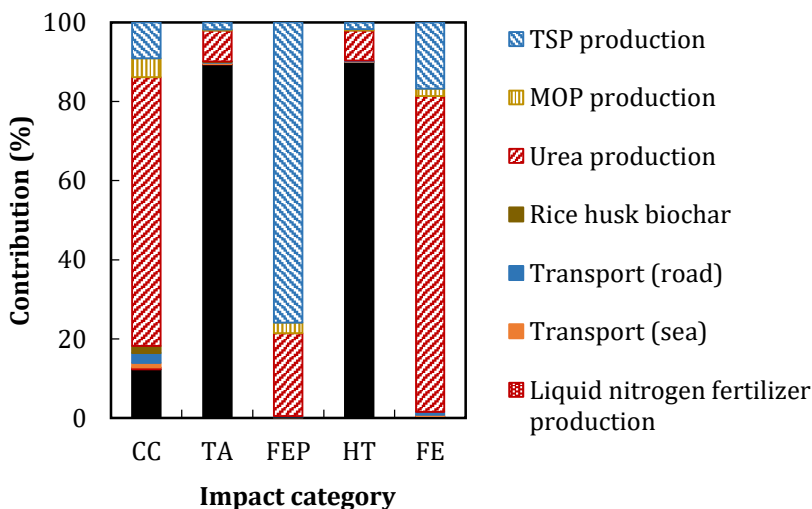 Contribution (%)
100
80
60
40
20
0
CC TA FEP HT FE
Impact category
TSP production
MOP production
Urea production
Rice husk biochar
Transport (road)
Transport (sea)
Liquid nitrogen fertilizer
production